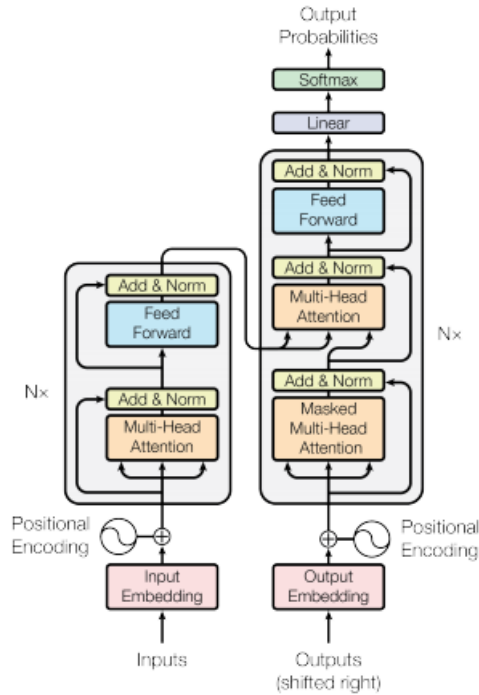 Output
Probabilities
Softmax
Linear
Add & Norm
Feed
Forward
Add & Norm
Multi-Head
Attention
Add & Norm
Masked
Multi-Head
Attention
Nx
Add & Norm
Feed
Forward
Add & Norm
Multi-Head
Attention
Nx
Positional
Encoding
Positional
Encoding
Input
Embedding
Output
Embedding
Inputs
Outputs
(shifted right)